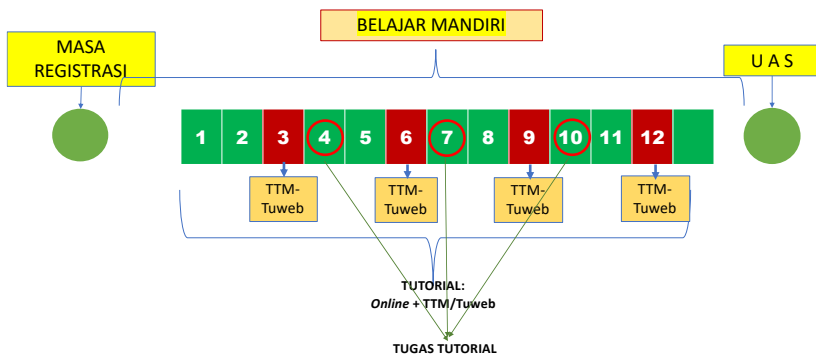 BELAJAR MANDIRI
MASA
REGISTRASI
U A S
1 2 3 4 5 6 7 8 9 10 11 12
TTM-
Tuweb
TTM-
Tuweb
TTM-
Tuweb
TTM-
Tuweb
TUTORIAL:
Online + TTM/Tuweb
TUGAS TUTORIAL